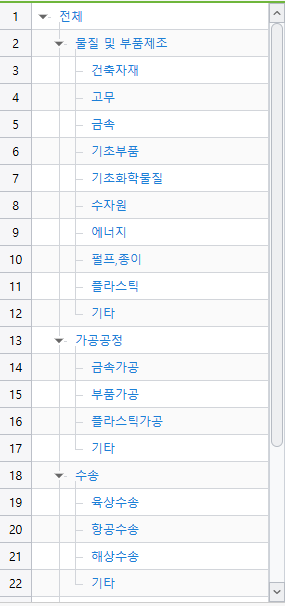 1 전체
2 물질 및 부품제조
3 건축자재
4 고무
5 금속
6 기초부품
7 기초화학물질
8 수자원
9 에너지
10 펄프,종이
11 플라스틱
12 기타
13 가공공정
14 금속가공
15 부품가공
16 플라스틱가공
17 기타
18 수송
19 육상수송
20 항공수송
21 해상수송
22 기타